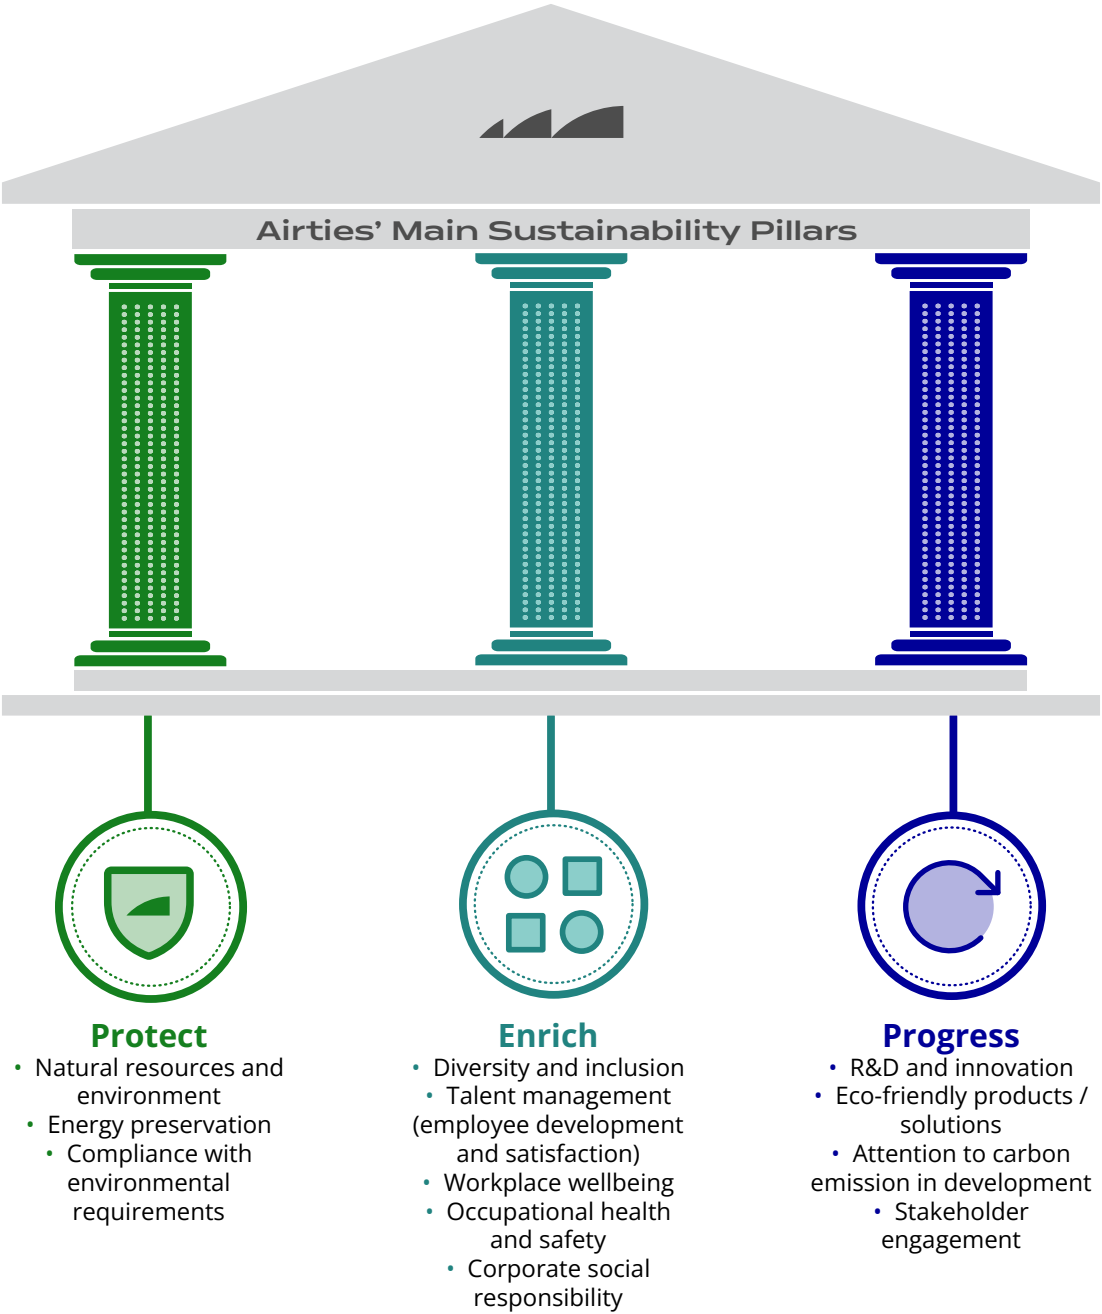 Airties’ Main Sustainability Pillars
Protect
• Natural resources and
environment
• Energy preservation
• Compliance with
environmental
requirements
Enrich
• Diversity and inclusion
• Talent management
(employee development
and satisfaction)
• Workplace wellbeing
• Occupational health
and safety
• Corporate social
responsibility
Progress
• R&D and innovation
• Eco-friendly products /
solutions
• Attention to carbon
emission in development
• Stakeholder
engagement